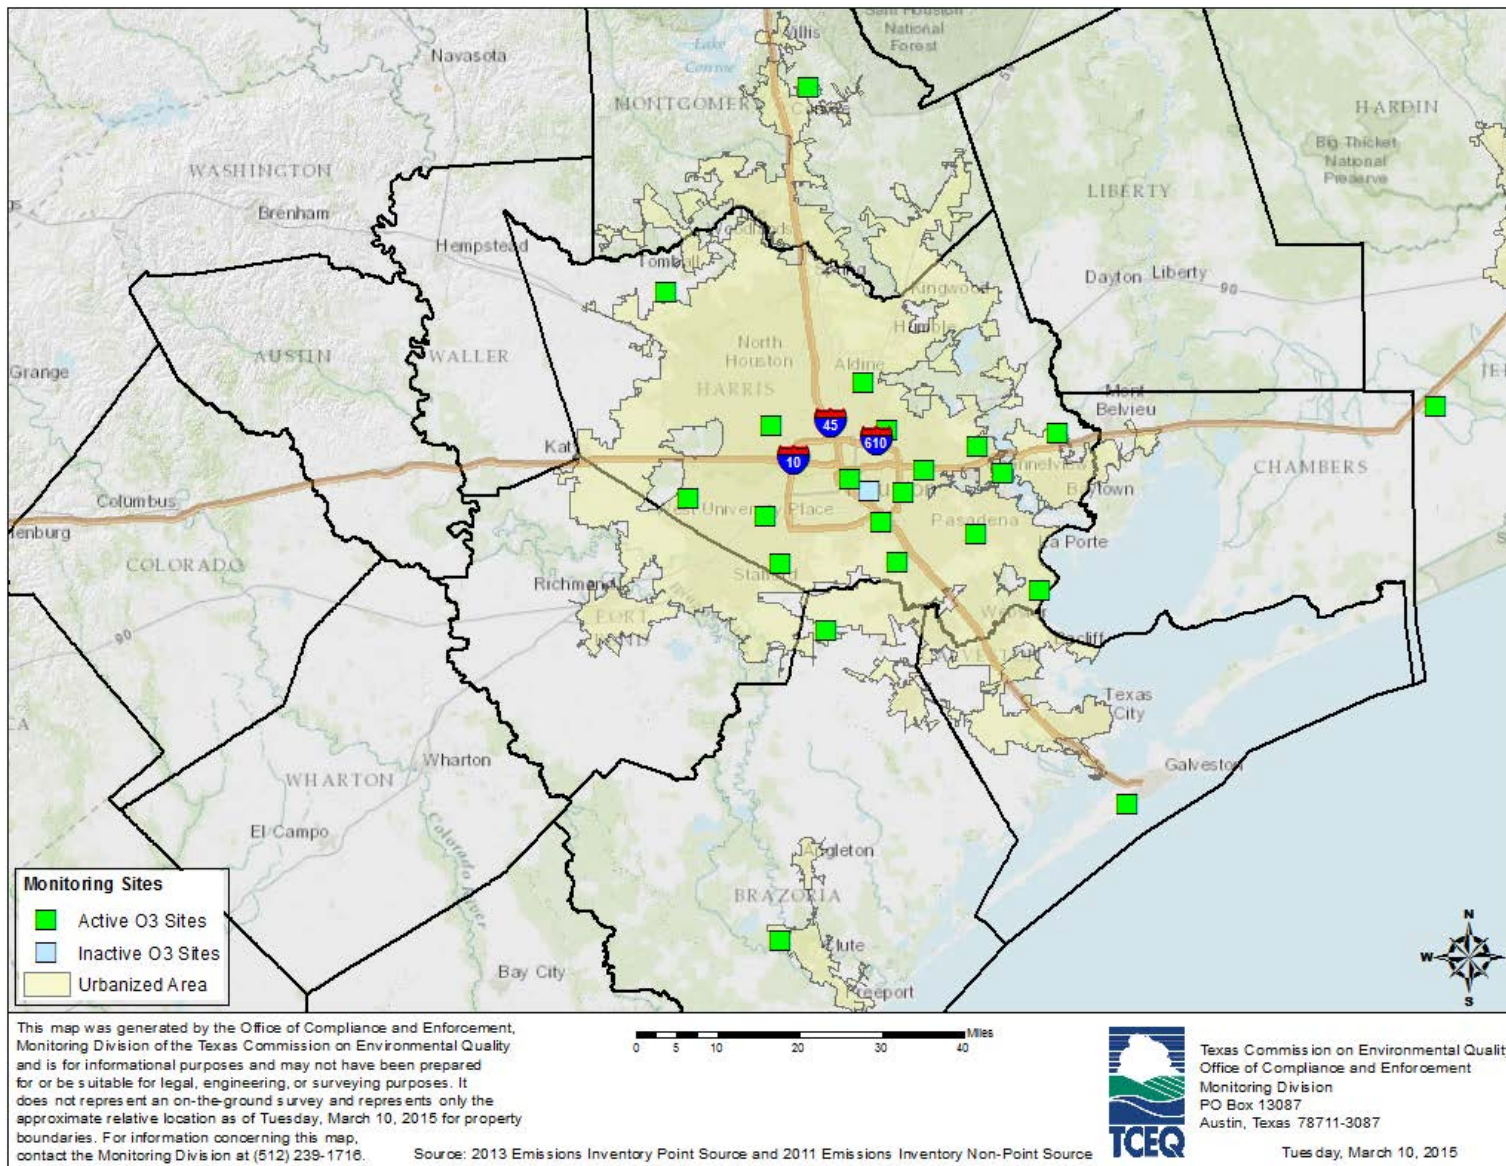 Sam Houston
National
Forest
Willis
Navasota
Lake
Conroe
MONTGOMERY
HARDIN
Big Thicket
National
Preserve
WASHINGTON
LIBERTY
Brenham
Hempstead
Tomball
Spring
Dayton
Liberty
90
Kingwood
Humble
North
Houston
Aldine
AUSTIN
WALLER
HARRIS
Grange
Mont
Belvieu
45
610
10
Katy
CHAMBERS
Columbus
Baytown
West University Place
Pasadena
La Porte
COLORADO
Stafford
Richmond
FORT
BEND
90
Texas
City
Wharton
Galveston
WHARTON
El Campo
Colorado River
Angleton
BRAZORIA
Clute
Bay City
Freeport
Monitoring Sites
Active O3 Sites
Inactive O3 Sites
Urbanized Area
N
W
E
S
This map was generated by the Office of Compliance and Enforcement,
Monitoring Division of the Texas Commission on Environmental Quality
and is for informational purposes and may not have been prepared
for or be suitable for legal, engineering, or surveying purposes. It
does not represent an on-the-ground survey and represents only the
approximate relative location as of Tuesday, March 10, 2015 for property
boundaries. For information concerning this map,
contact the Monitoring Division at (512) 239-1716.
Source: 2013 Emissions Inventory Point Source and 2011 Emissions Inventory Non-Point Source
Miles
0 5 10 20 30 40
TCEQ
Texas Commission on Environmental Quality
Office of Compliance and Enforcement
Monitoring Division
PO Box 13087
Austin, Texas 78711-3087
Tuesday, March 10, 2015